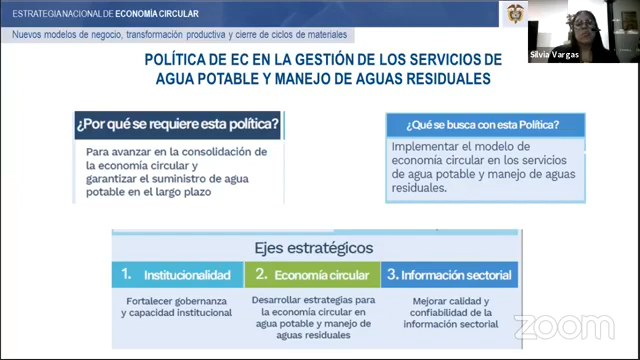 ESTRATEGIA NACIONAL DE ECONOMÍA CIRCULAR
Nuevos modelos de negocio, transformación productiva y cierre de ciclos de materiales
Silvia Vargas
POLÍTICA DE EC EN LA GESTIÓN DE LOS SERVICIOS DE
AGUA POTABLE Y MANEJO DE AGUAS RESIDUALES
¿Por qué se requiere esta política?
Para avanzar en la consolidación de
la economía circular y
garantizar el suministro de agua
potable en el largo plazo
¿Qué se busca con esta Política?
Implementar el modelo de
economía circular en los servicios
de agua potable y manejo de aguas
residuales.
Ejes estratégicos
1. Institucionalidad
Fortalecer gobernanza
y capacidad institucional
2. Economía circular
Desarrollar estrategias para
la economía circular en
agua potable y manejo de
aguas residuales
3. Información sectorial
Mejorar calidad y
confiabilidad de la
información sectorial
zoom